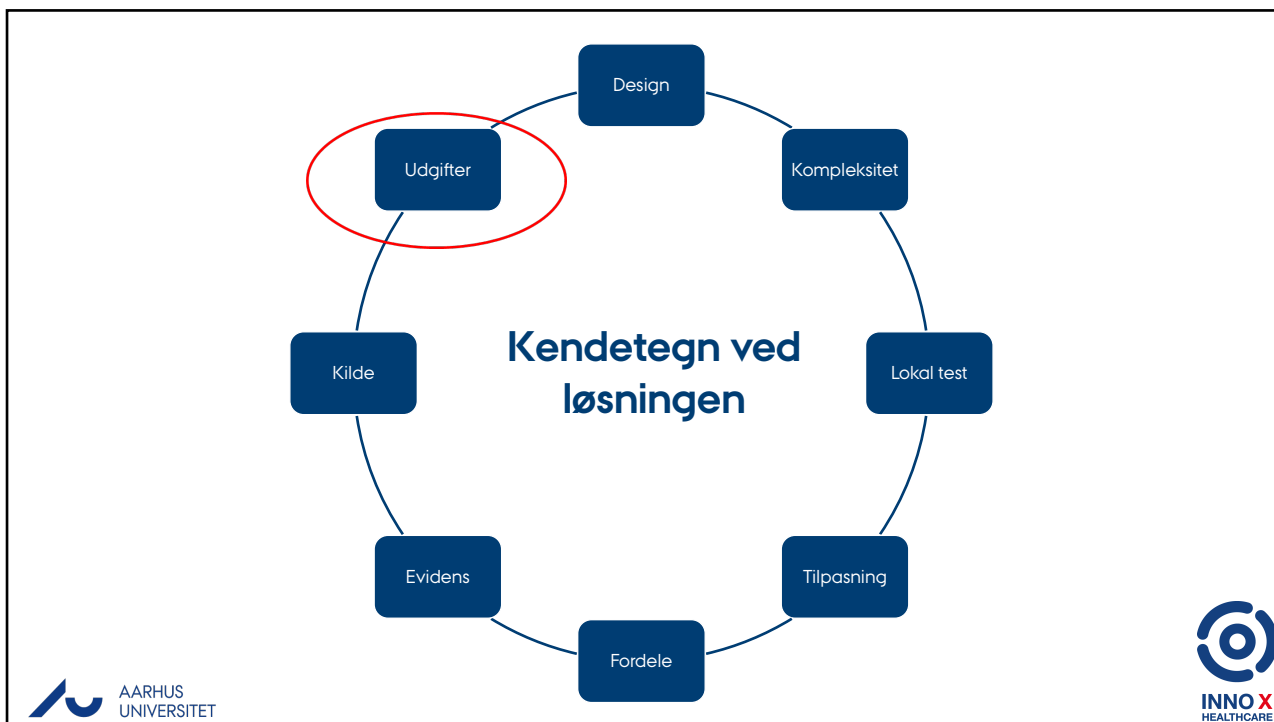 Design
Udgifter
Kompleksitet
Kendetegn ved
løsningen
Kilde
Lokal test
Evidens
Tilpasning
Fordele
AARHUS
UNIVERSITET
INNO X
HEALTHCARE